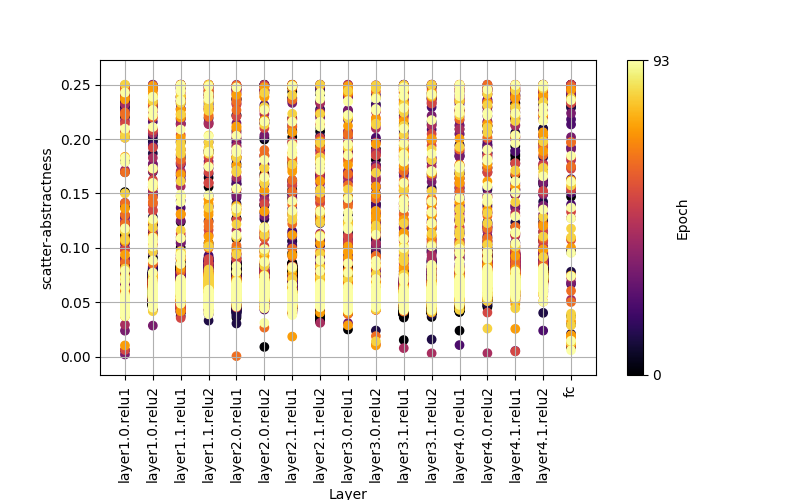 0.25
0.20
0.15
0.10
0.05
0.00
scatter-abstractness
layer1.0.relu1
layer1.0.relu2
layer1.1.relu1
layer1.1.relu2
layer2.0.relu1
layer2.0.relu2
layer2.1.relu1
layer2.1.relu2
layer3.0.relu1
layer3.0.relu2
layer3.1.relu1
layer3.1.relu2
layer4.0.relu1
layer4.0.relu2
layer4.1.relu1
layer4.1.relu2
fc
Layer
93
0
Epoch